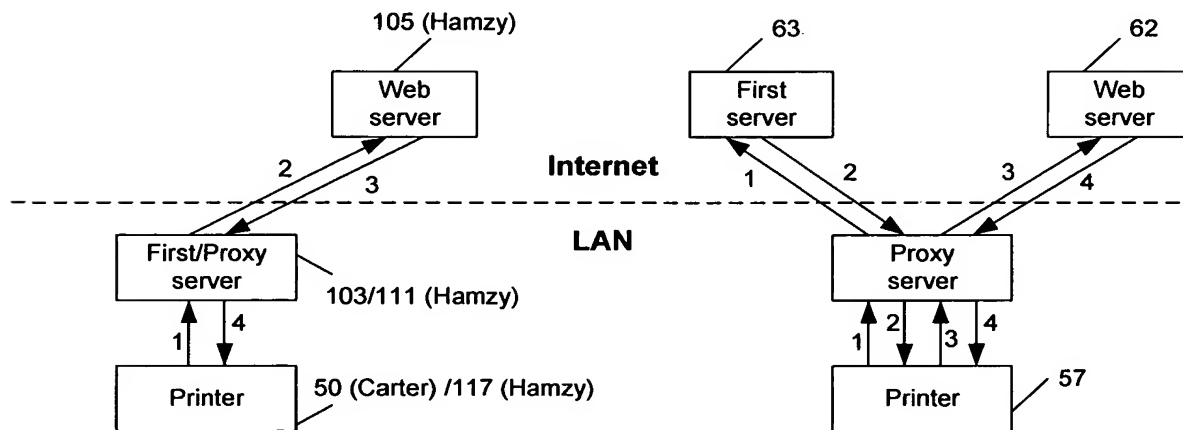 105 (Hamzy)
63
62
Web
server
First
server
Web
server
2
3
Internet
1
2
3
4
LAN
First/Proxy
server
Proxy
server
103/111 (Hamzy)
1
4
1
2
3
4
Printer
50 (Carter) /117 (Hamzy)
Printer
57